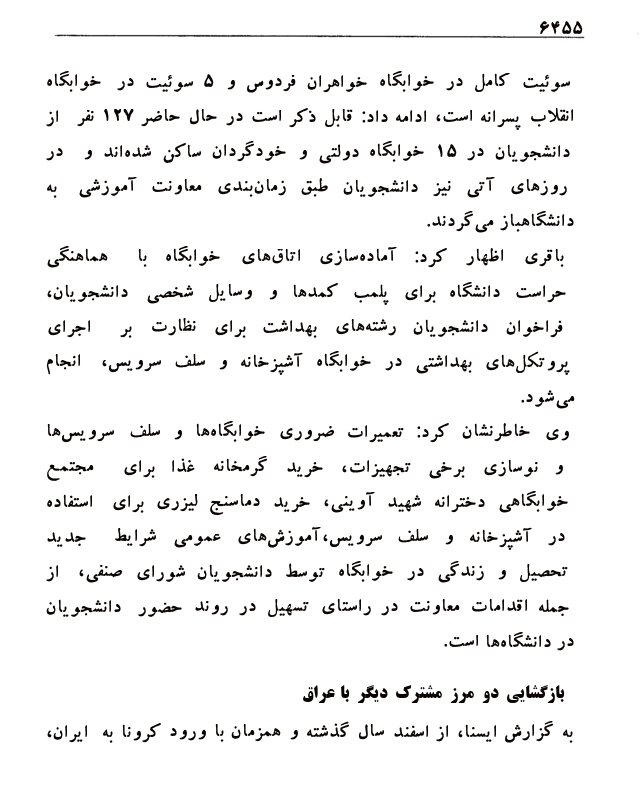 ۶۴۵۵
سوئیت کامل در خوابگاه خواهران فردوس و ۵ سوئیت در خوابگاه
انقلاب پسرانه است، ادامه داد: قابل ذکر است در حال حاضر ۱۲۷ نفر از
دانشجویان در ۱۵ خوابگاه دولتی و خودگردان ساکن شده‌اند و در
روزهای آتی نیز دانشجویان طبق زمان‌بندی معاونت آموزشی به
دانشگاهباز می‌گردند.
باقری اظهار کرد: آماده‌سازی اتاق‌های خوابگاه با هماهنگی
حراست دانشگاه برای پلمب کمدها و وسایل شخصی دانشجویان،
فراخوان دانشجویان رشته‌های بهداشت برای نظارت بر اجرای
پروتکل‌های بهداشتی در خوابگاه آشپزخانه و سلف سرویس، انجام
می‌شود.
وی خاطرنشان کرد: تعمیرات ضروری خوابگاه‌ها و سلف سرویس‌ها
و نوسازی برخی تجهیزات، خرید گرمخانه غذا برای مجتمع
خوابگاهی دخترانه شهید آوینی، خرید دماسنج لیزری برای استفاده
در آشپزخانه و سلف سرویس،آموزش‌های عمومی شرایط جدید
تحصیل و زندگی در خوابگاه توسط دانشجویان شورای صنفی، از
جمله اقدامات معاونت در راستای تسهیل در روند حضور دانشجویان
در دانشگاه‌ها است.
بازگشایی دو مرز مشترک دیگر با عراق
به گزارش ایسنا، از اسفند سال گذشته و همزمان با ورود کرونا به ایران،